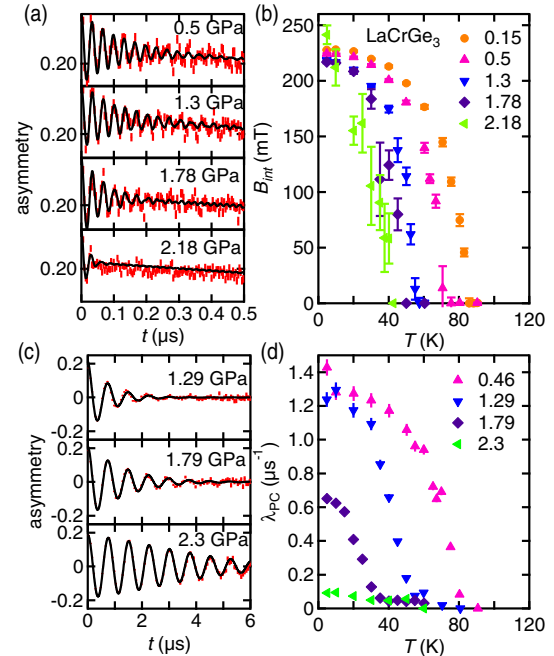 (a)
0.5 GPa
0.20
1.3 GPa
0.20
1.78 GPa
0.20
2.18 GPa
0.20
asymmetry
0.0 0.1 0.2 0.3 0.4 0.5
t (µs)
(b)
LaCrGe3
250
200
150
100
50
0
B_int (mT)
0.15
0.5
1.3
1.78
2.18
0 40 80 120
T (K)
(c)
0.2
1.29 GPa
0
-0.2
1.79 GPa
0
-0.2
2.3 GPa
0
-0.2
asymmetry
0 2 4 6
t (µs)
(d)
1.6
1.4
1.2
1.0
0.8
0.6
0.4
0.2
0
λPC (µs⁻¹)
0.46
1.29
1.79
2.3
0 40 80 120
T (K)